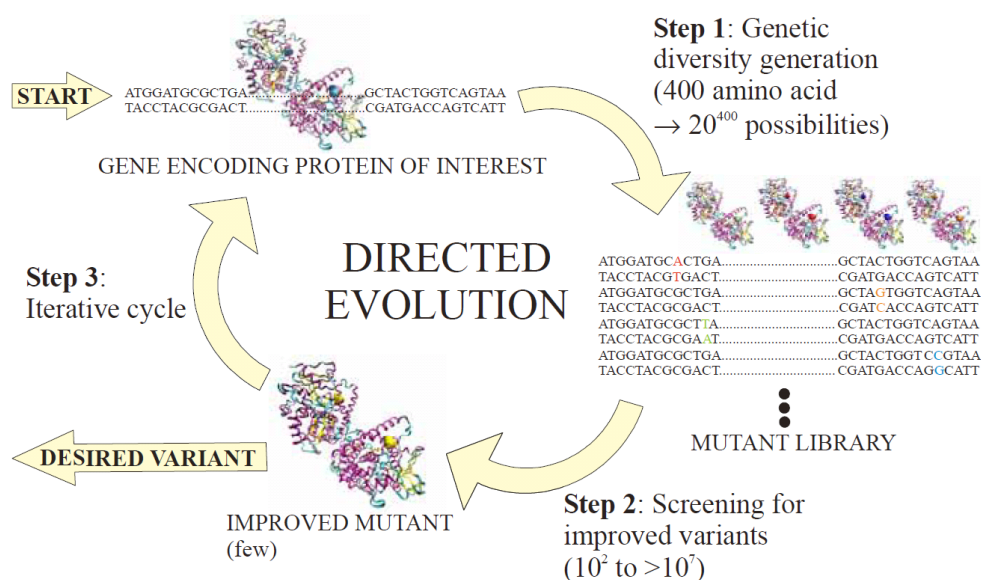 START
ATGGATGCGCTGA......................GCTACTGGTCAGTAA
TACCTACGCGACT......................CGATGACCAGTCATT
GENE ENCODING PROTEIN OF INTEREST
Step 1: Genetic
diversity generation
(400 amino acid
→ 20⁴⁰⁰ possibilities)
DIRECTED
EVOLUTION
ATGGATGCACTGA......................GCTACTGGTCAGTAA
TACCTACGTGACT......................CGATGACCAGTCATT
ATGGATGCGCTGA......................GCTAGTGGTCAGTAA
TACCTACGCGACT......................CGATCACCAGTCATT
ATGGATGCGCTTA......................GCTACTGGTCAGTAA
TACCTACGCGAAT......................CGATGACCAGTCATT
ATGGATGCGCTGA......................GCTACTGGTCCGTAA
TACCTACGCGACT......................CGATGACCAGGCATT
MUTANT LIBRARY
Step 2: Screening for
improved variants
(10² to >10⁷)
IMPROVED MUTANT
(few)
DESIRED VARIANT
Step 3:
Iterative cycle